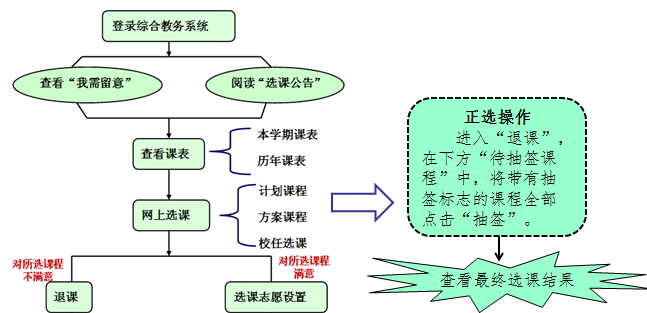 登录综合教务系统
查看“我需留意”
阅读“选课公告”
查看课表
本学期课表
历年课表
网上选课
计划课程
方案课程
校任选课
对所选课程
不满意
对所选课程
满意
退课
选课志愿设置
正选操作
进入“退课”，
在下方“待抽签课
程”中，将带有抽
签标志的课程全部
点击“抽签”。
查看最终选课结果